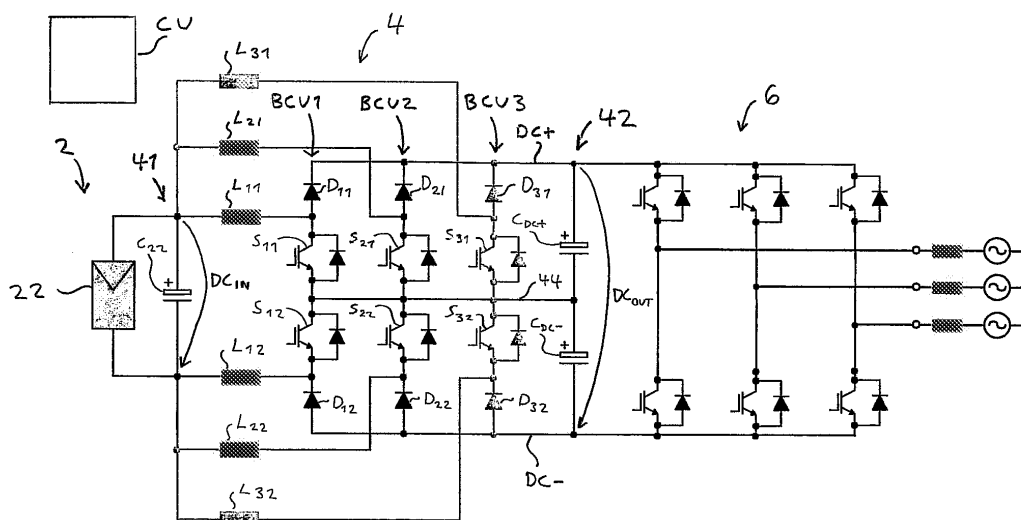 CU
4
L31
BCU1
BCU2
BCU3
42
6
DC+
L21
2
41
L11
D11
D21
D31
S11
S21
S31
CDC+
+
C22
+
DCIN
22
44
DCOUT
S12
S22
S32
CDC-
+
L12
D12
D22
D32
L22
DC-
L32